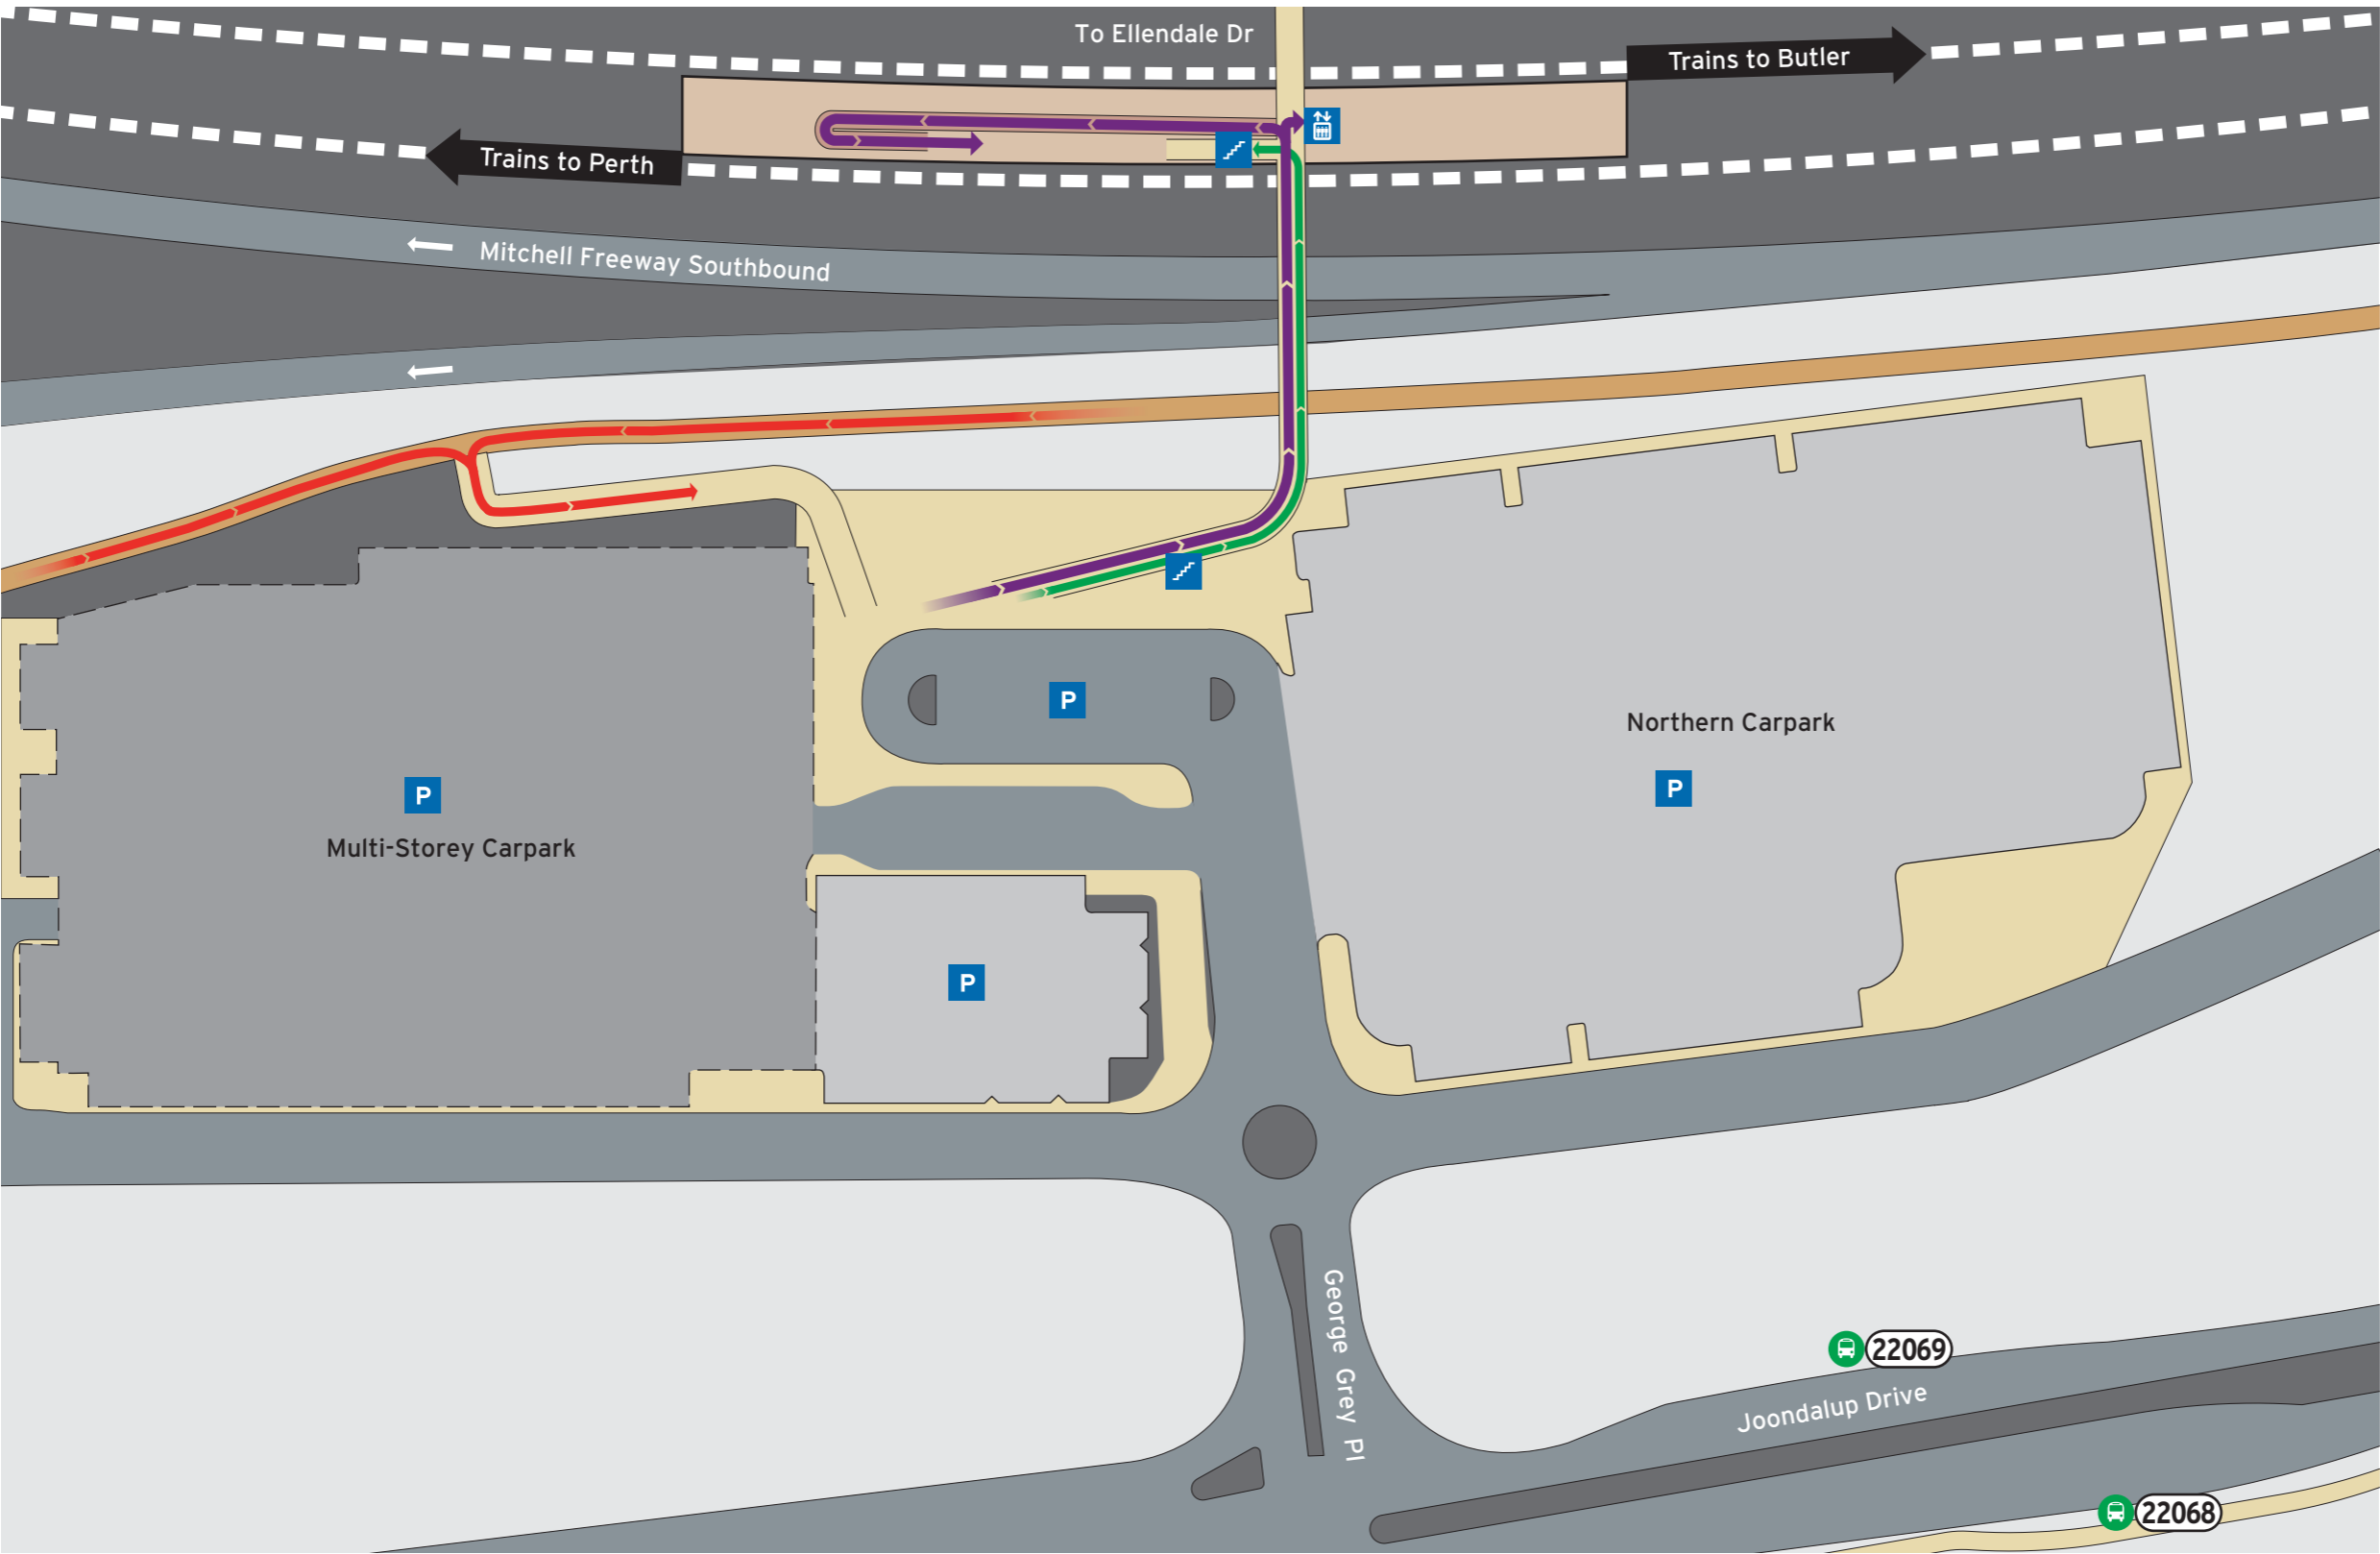 To Ellendale Dr
Trains to Butler
Trains to Perth
Mitchell Freeway Southbound
Northern Carpark
P
P
P
Multi-Storey Carpark
P
George Grey Pl
22069
Joondalup Drive
22068